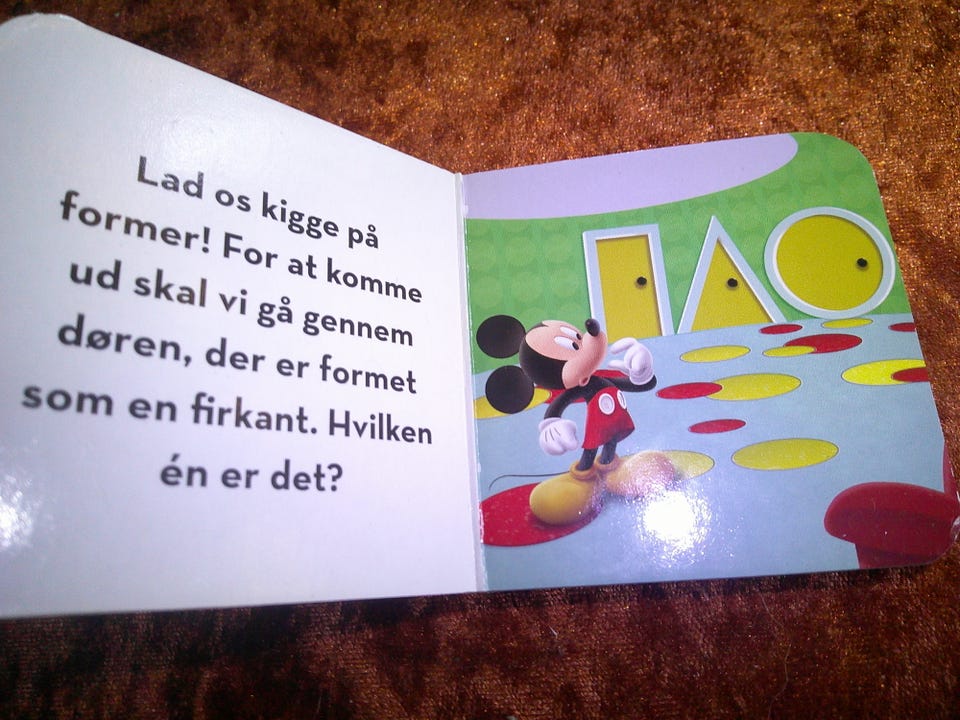 Lad os kigge på
former! For at komme
ud skal vi gå gennem
døren, der er formet
som en firkant. Hvilken
én er det?